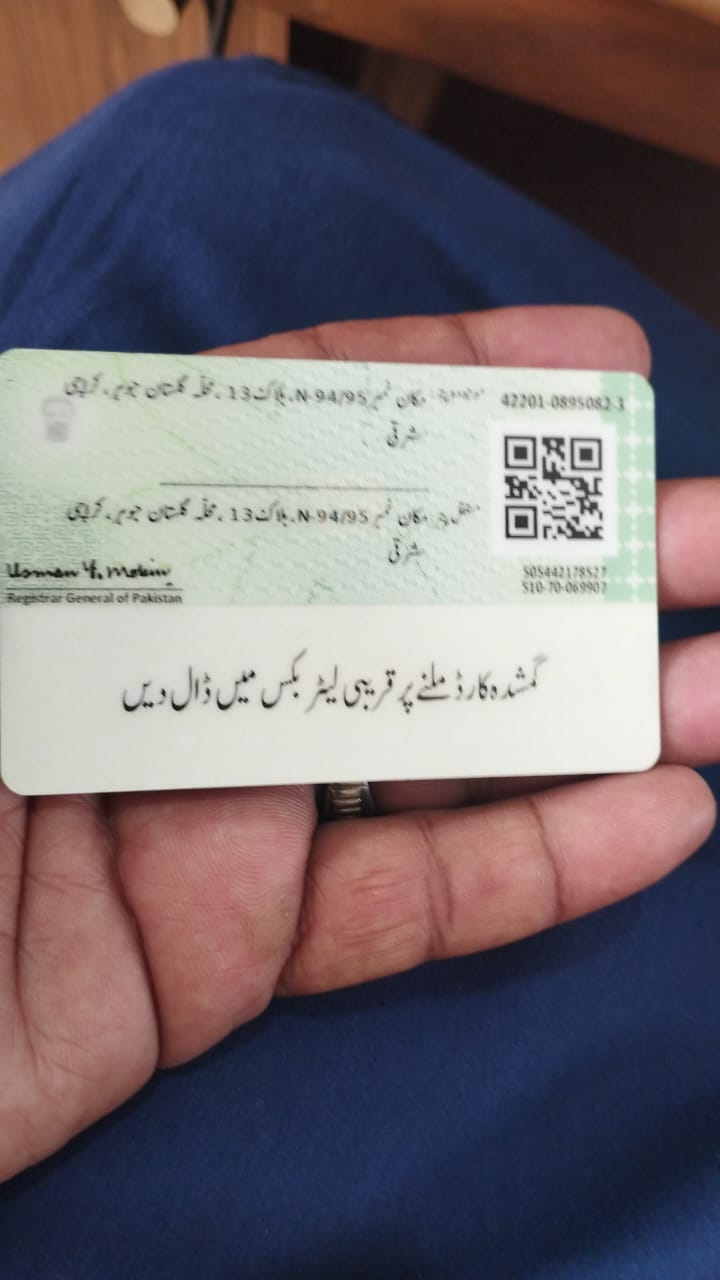 42201-0895082-3
موجودہ پتہ: مکان نمبر N-94/95، بلاک 13، محلہ گلستان جوہر، کراچی
شرقی
مستقل پتہ: مکان نمبر N-94/95، بلاک 13، محلہ گلستان جوہر، کراچی
شرقی
505442178527
510-70-069907
Usman Y. Mobin
Registrar General of Pakistan
گمشدہ کارڈ ملنے پر قریبی لیٹر بکس میں ڈال دیں